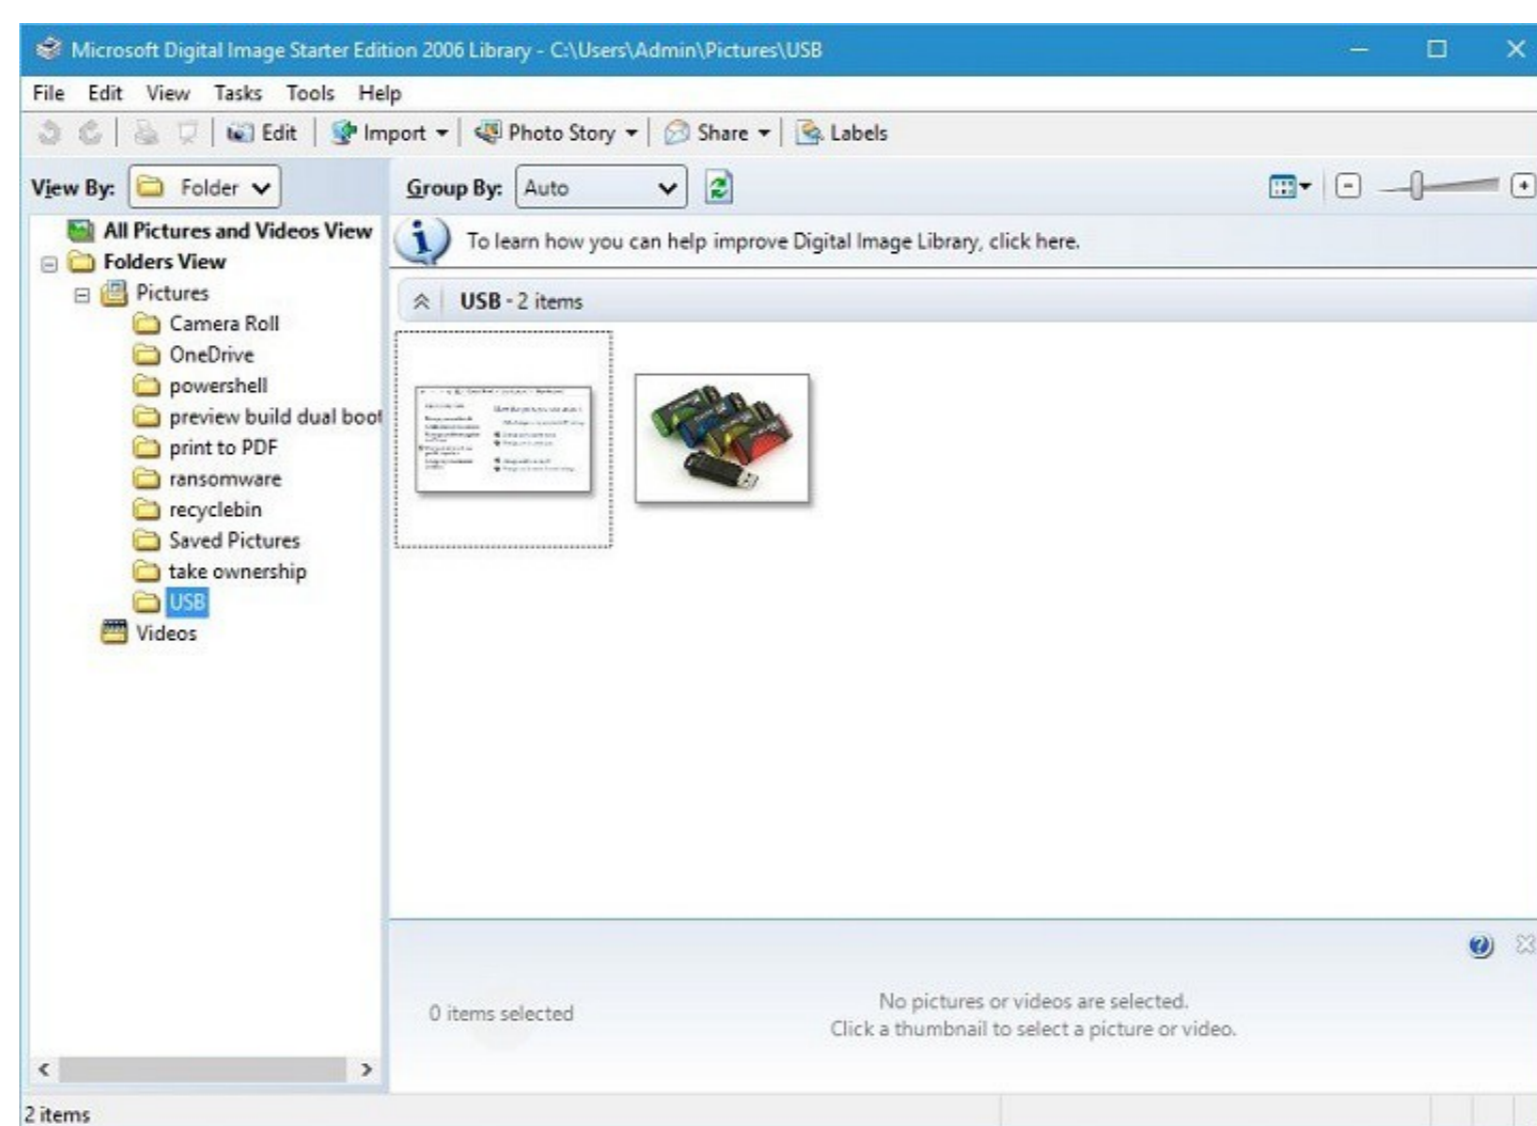 Microsoft Digital Image Starter Edition 2006 Library - C:\Users\Admin\Pictures\USB
File Edit View Tasks Tools Help
Edit Import Photo Story Share Labels
View By: Folder Group By: Auto
All Pictures and Videos View
To learn how you can help improve Digital Image Library, click here.
Folders View
Pictures
USB - 2 items
Camera Roll
OneDrive
powershell
preview build dual boot
print to PDF
ransomware
recyclebin
Saved Pictures
take ownership
USB
Videos
0 items selected
No pictures or videos are selected.
Click a thumbnail to select a picture or video.
2 items